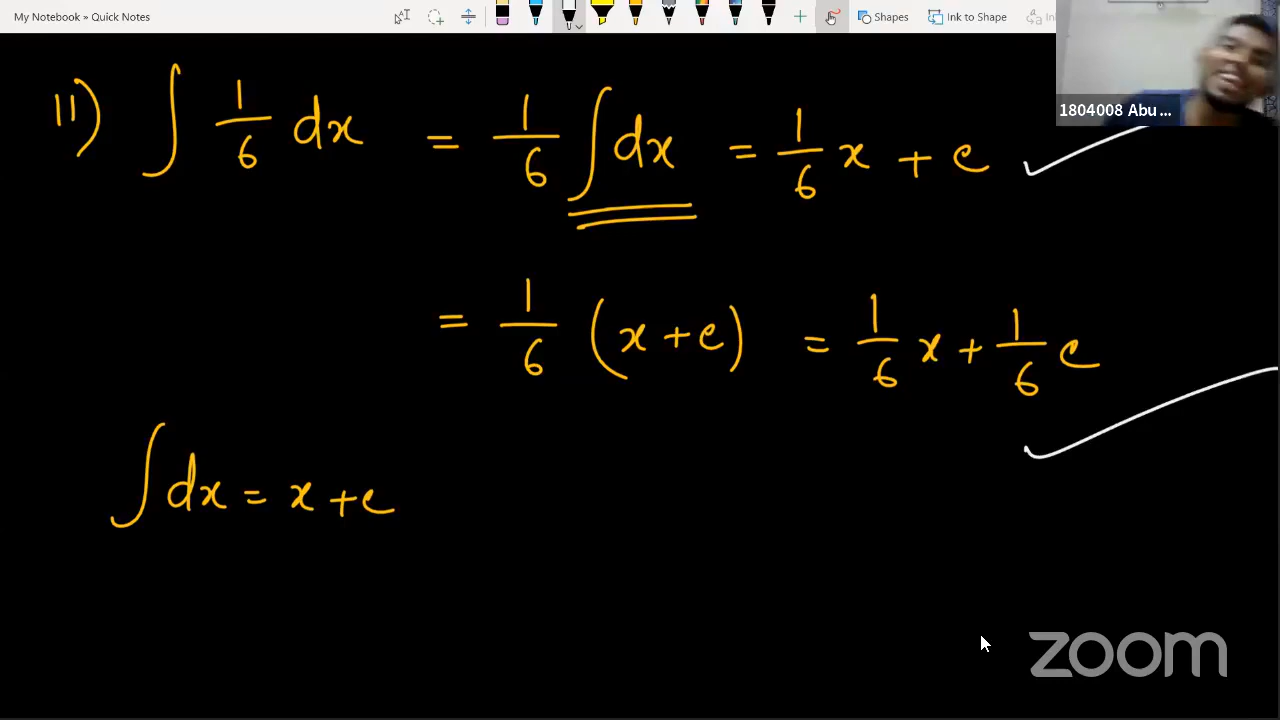 My Notebook » Quick Notes
Shapes
Ink to Shape
1804008 Abu ...
11) ∫ 1/6 dx = 1/6 ∫ dx = 1/6 x + c
= 1/6 (x + c) = 1/6 x + 1/6 c
∫ dx = x + c
zoom